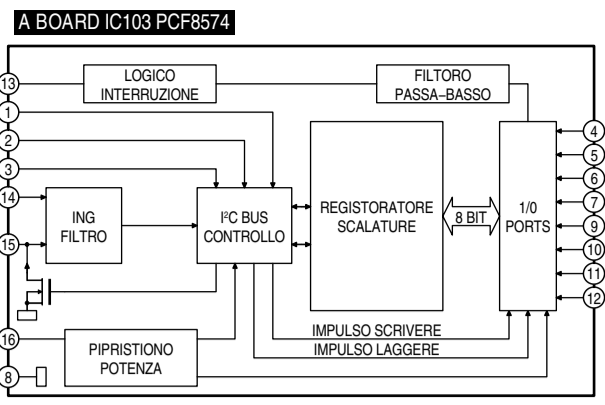 A BOARD IC103 PCF8574
13
LOGICO
INTERRUZIONE
FILTORO
PASSA–BASSO
1
2
3
14
15
16
8
ING
FILTRO
I²C BUS
CONTROLLO
REGISTORATORE
SCALATURE
8 BIT
1/0
PORTS
4
5
6
7
9
10
11
12
IMPULSO SCRIVERE
IMPULSO LAGGERE
PIPRISTIONO
POTENZA